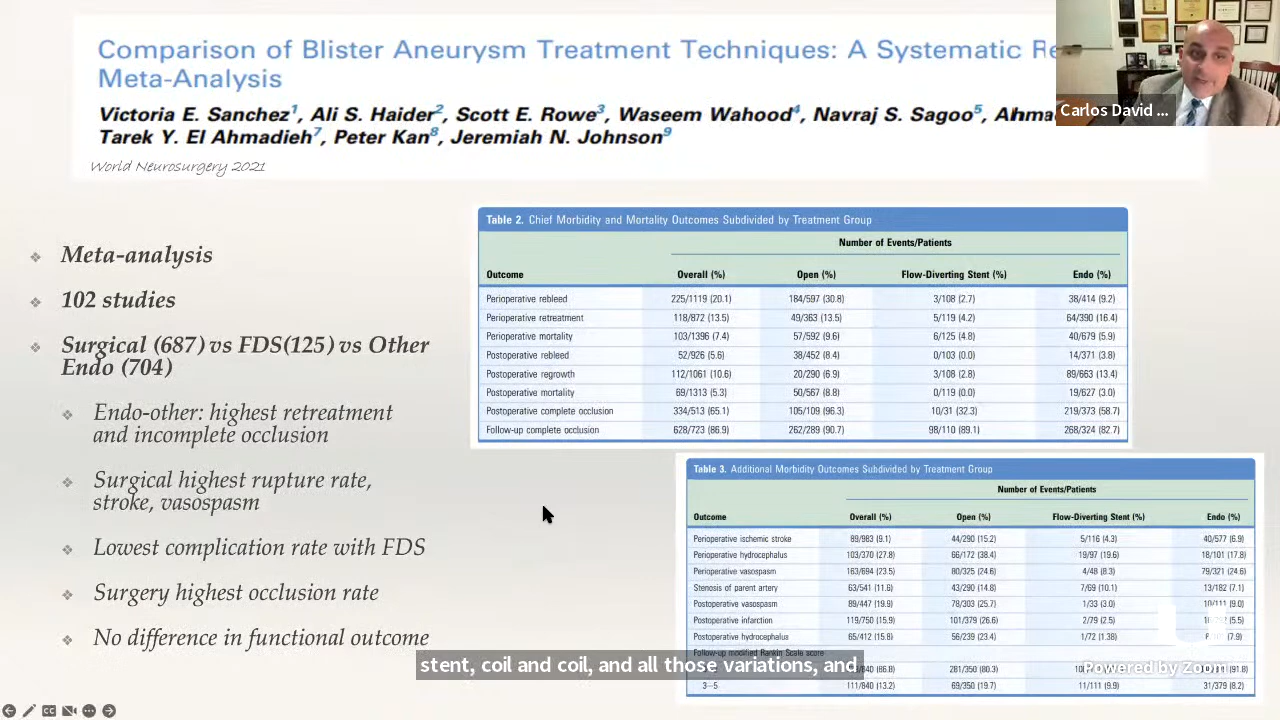 Comparison of Blister Aneurysm Treatment Techniques: A Systematic Re
Meta-Analysis
Victoria E. Sanchez1, Ali S. Haider2, Scott E. Rowe3, Waseem Wahood4, Navraj S. Sagoo5,
Tarek Y. El Ahmadieh7, Peter Kan8, Jeremiah N. Johnson9
World Neurosurgery 2021
Carlos David ...
❖ Meta-analysis
❖ 102 studies
❖ Surgical (687) vs FDS(125) vs Other
Endo (704)
❖ Endo-other: highest retreatment
and incomplete occlusion
❖ Surgical highest rupture rate,
stroke, vasospasm
❖ Lowest complication rate with FDS
❖ Surgery highest occlusion rate
❖ No difference in functional outcome
Table 2. Chief Morbidity and Mortality Outcomes Subdivided by Treatment Group
Number of Events/Patients
Outcome Overall (%) Open (%) Flow-Diverting Stent (%) Endo (%)
Perioperative rebleed 225/1119 (20.1) 184/597 (30.8) 3/108 (2.7) 38/414 (9.2)
Perioperative retreatment 118/872 (13.5) 49/363 (13.5) 5/119 (4.2) 64/390 (16.4)
Perioperative mortality 103/1396 (7.4) 57/592 (9.6) 6/125 (4.8) 40/679 (5.9)
Postoperative rebleed 52/926 (5.6) 38/452 (8.4) 0/103 (0.0) 14/371 (3.8)
Postoperative regrowth 112/1061 (10.6) 20/290 (6.9) 3/108 (2.8) 89/663 (13.4)
Postoperative mortality 69/1313 (5.3) 50/567 (8.8) 0/119 (0.0) 19/627 (3.0)
Postoperative complete occlusion 334/513 (65.1) 105/109 (96.3) 10/31 (32.3) 219/373 (58.7)
Follow-up complete occlusion 628/723 (86.9) 262/289 (90.7) 98/110 (89.1) 268/324 (82.7)
Table 3. Additional Morbidity Outcomes Subdivided by Treatment Group
Number of Events/Patients
Outcome Overall (%) Open (%) Flow-Diverting Stent (%) Endo (%)
Perioperative ischemic stroke 89/983 (9.1) 44/290 (15.2) 5/116 (4.3) 40/577 (6.9)
Perioperative hydrocephalus 103/370 (27.8) 66/172 (38.4) 19/97 (19.6) 18/101 (17.8)
Perioperative vasospasm 163/694 (23.5) 80/325 (24.6) 4/48 (8.3) 79/321 (24.6)
Stenosis of parent artery 63/541 (11.6) 43/290 (14.8) 7/69 (10.1) 13/182 (7.1)
Postoperative vasospasm 89/447 (19.9) 78/303 (25.7) 1/33 (3.0) 10/111 (9.0)
Postoperative infarction 119/750 (15.9) 101/379 (26.6) 2/79 (2.5) (5.5)
Postoperative hydrocephalus 65/412 (15.8) 56/239 (23.4) 1/72 (1.38) (7.9)
Follow-up modified Rankin Scale score
/840 (86.8) 281/350 (80.3) (91.8)
3–5 111/840 (13.2) 69/350 (19.7) 11/111 (9.9) 31/379 (8.2)
stent, coil and coil, and all those variations, and
Powered by Zoom